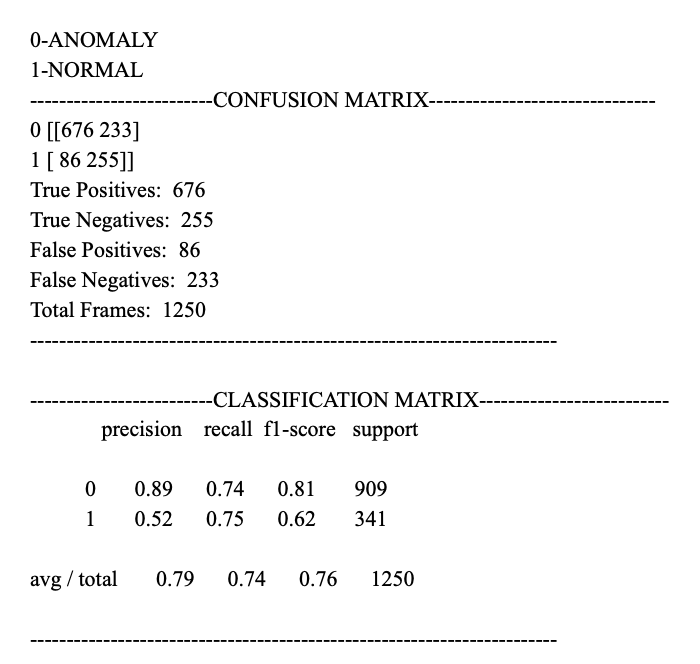 0-ANOMALY
1-NORMAL
-------------------------CONFUSION MATRIX-------------------------------
0 [[676 233]
1 [ 86 255]]
True Positives:  676
True Negatives:  255
False Positives:  86
False Negatives:  233
Total Frames:  1250
------------------------------------------------------------------------
-------------------------CLASSIFICATION MATRIX--------------------------
precision recall f1-score support
0 0.89 0.74 0.81 909
1 0.52 0.75 0.62 341
avg / total 0.79 0.74 0.76 1250
------------------------------------------------------------------------